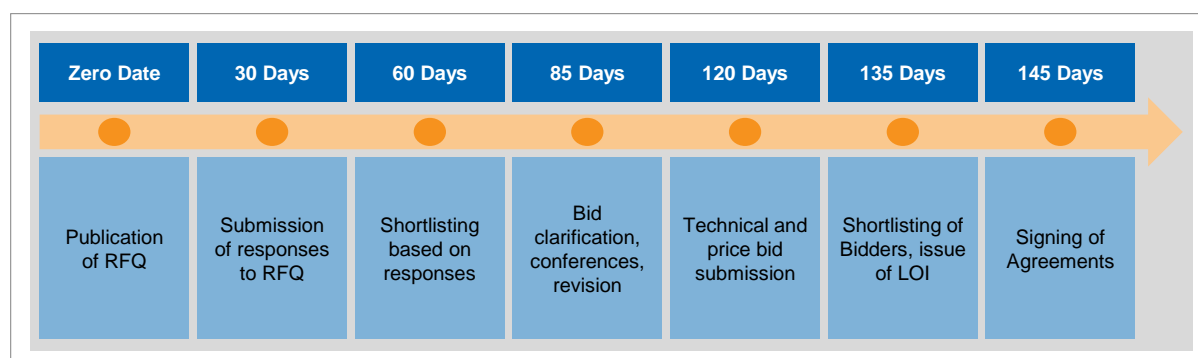 Zero Date
30 Days
60 Days
85 Days
120 Days
135 Days
145 Days
Publication
of RFQ
Submission
of responses
to RFQ
Shortlisting
based on
responses
Bid
clarification,
conferences,
revision
Technical and
price bid
submission
Shortlisting of
Bidders, issue
of LOI
Signing of
Agreements